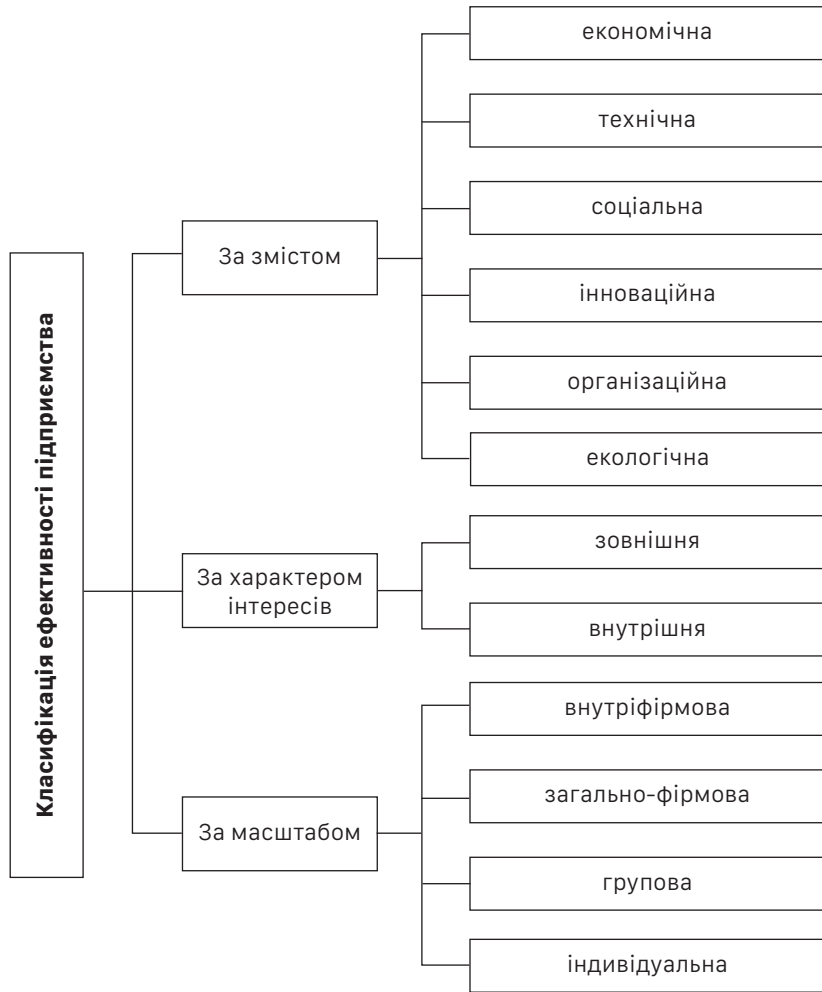 Класифікація ефективності підприємства
За змістом
економічна
технічна
соціальна
інноваційна
організаційна
екологічна
За характером
інтересів
зовнішня
внутрішня
За масштабом
внутріфірмова
загально-фірмова
групова
індивідуальна